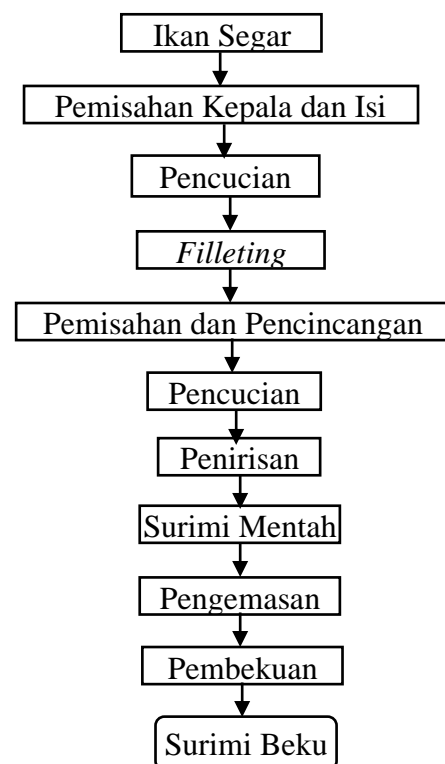 Ikan Segar
Pemisahan Kepala dan Isi
Pencucian
Filleting
Pemisahan dan Pencincangan
Pencucian
Penirisan
Surimi Mentah
Pengemasan
Pembekuan
Surimi Beku